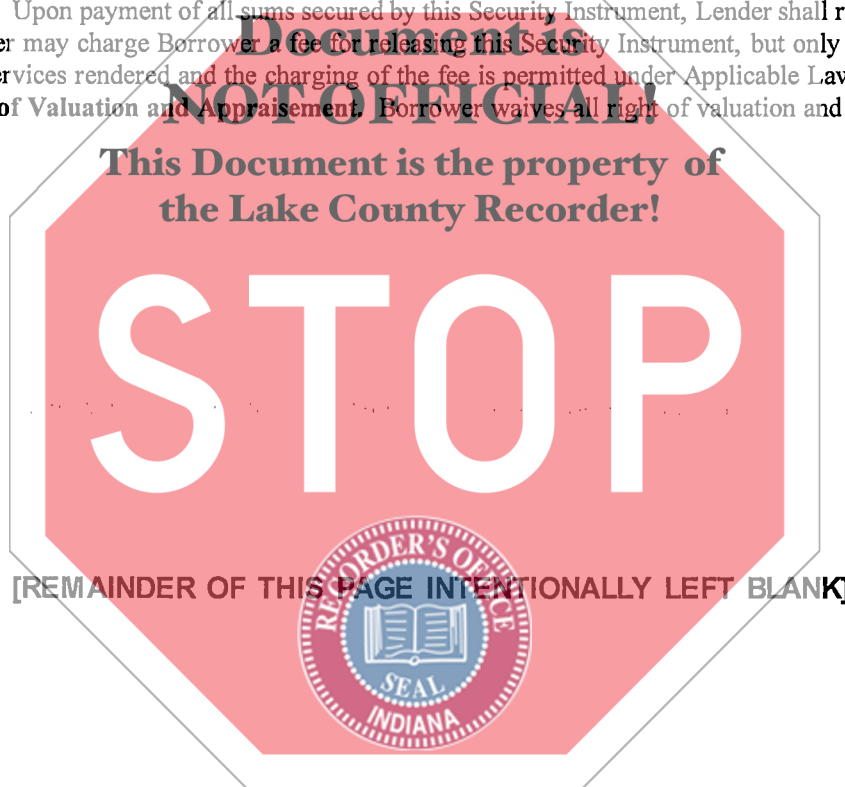 Upon payment of all sums secured by this Security Instrument, Lender shall r
er may charge Borrower a fee for releasing this Security Instrument, but only
ervices rendered and the charging of the fee is permitted under Applicable Law
of Valuation and Appraisement. Borrower waives all right of valuation and
Document is
NOT OFFICIAL!
This Document is the property of
the Lake County Recorder!
STOP
[REMAINDER OF THIS PAGE INTENTIONALLY LEFT BLANK]
RECORDER'S OFFICE
SEAL
INDIANA